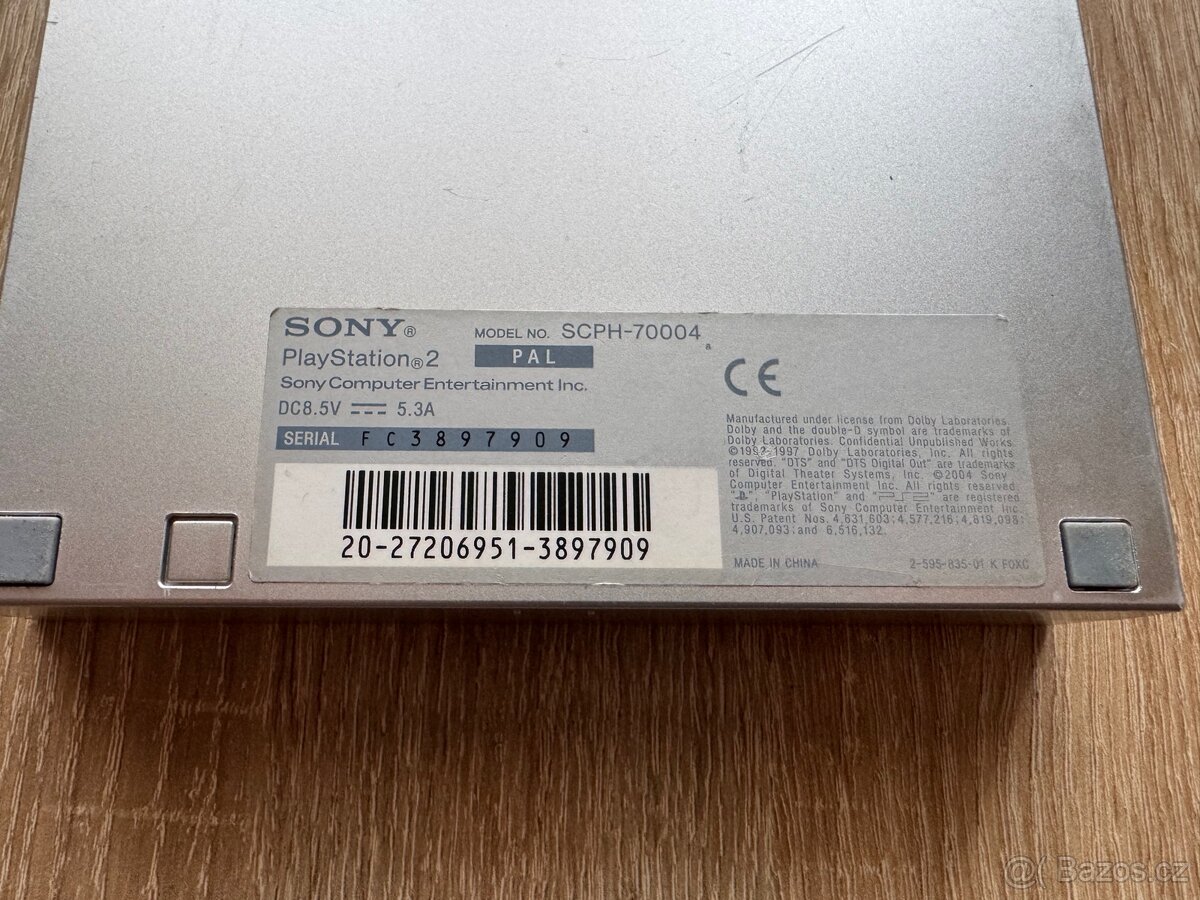 SONY®
MODEL NO. SCPH-70004 a
PlayStation®2
PAL
Sony Computer Entertainment Inc.
DC8.5V 5.3A
SERIAL FC3897909
20-27206951-3897909
CE
Manufactured under license from Dolby Laboratories.
Dolby and the double-D symbol are trademarks of
Dolby Laboratories. Confidential Unpublished Works
©1992-1997 Dolby Laboratories, Inc. All rights
reserved. "DTS" and "DTS Digital Out" are trademarks
of Digital Theater Systems, Inc. ©2004 Sony
Computer Entertainment Inc. All rights reserved.
" ", "PlayStation" and "PS2" are registered
trademarks of Sony Computer Entertainment Inc.
U.S. Patent Nos. 4,631,603; 4,577,216; 4,819,098;
4,907,093; and 6,516,132.
MADE IN CHINA
2-595-835-01 K FOXC
@( Bazos.cz